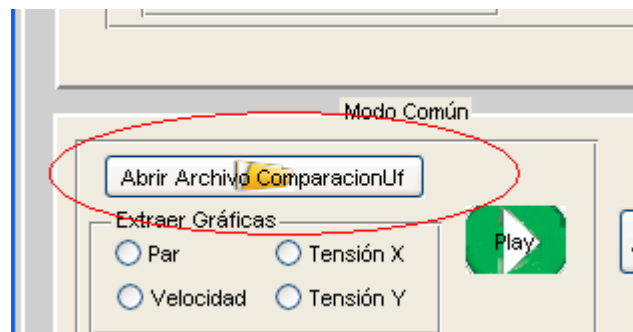 Modo Común
Abrir Archivo ComparacionUf
Extraer Gráficas
Par
Tensión X
Play
Velocidad
Tensión Y